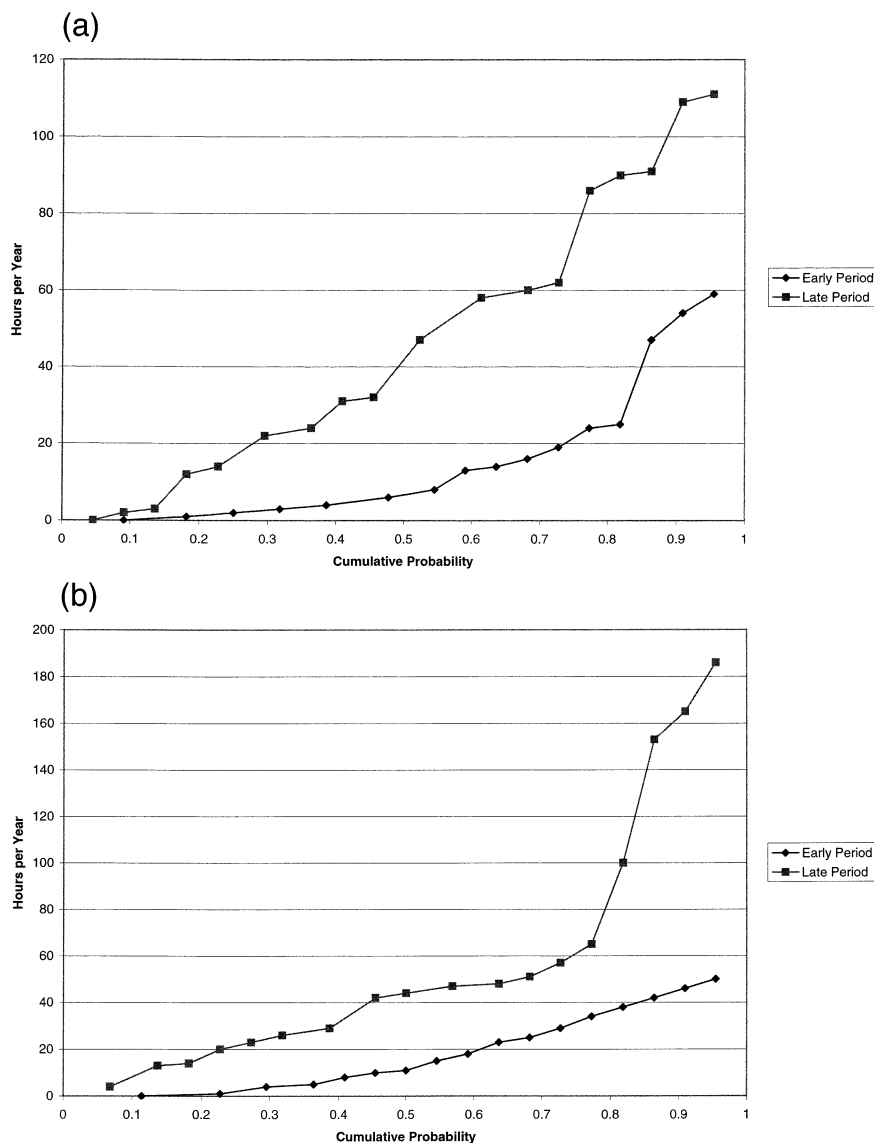 (a)
120
100
80
60
40
20
0
Hours per Year
0 0.1 0.2 0.3 0.4 0.5 0.6 0.7 0.8 0.9 1
Cumulative Probability
Early Period
Late Period
(b)
200
180
160
140
120
100
80
60
40
20
0
Hours per Year
0 0.1 0.2 0.3 0.4 0.5 0.6 0.7 0.8 0.9 1
Cumulative Probability
Early Period
Late Period